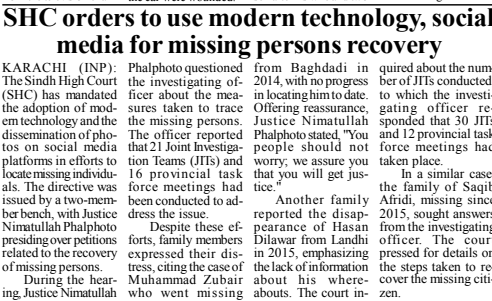 SHC orders to use modern technology, social
media for missing persons recovery
KARACHI (INP):
The Sindh High Court
(SHC) has mandated
the adoption of mod-
ern technology and the
dissemination of pho-
tos on social media
platforms in efforts to
locate missing individu-
als. The directive was
issued by a two-mem-
ber bench, with Justice
Nimatullah Phalphoto
presiding over petitions
related to the recovery
of missing persons.
During the hear-
ing, Justice Nimatullah
Phalphoto questioned
the investigating of-
ficer about the mea-
sures taken to trace
the missing persons.
The officer reported
that 21 Joint Investiga-
tion Teams (JITs) and
16 provincial task
force meetings had
been conducted to ad-
dress the issue.
Despite these ef-
forts, family members
expressed their dis-
tress, citing the case of
Muhammad Zubair
who went missing
from Baghdadi in
2014, with no progress
in locating him to date.
Offering reassurance,
Justice Nimatullah
Phalphoto stated, "You
people should not
worry; we assure you
that you will get jus-
tice."
Another family
reported the disap-
pearance of Hasan
Dilawar from Landhi
in 2015, emphasizing
the lack of information
about his where-
abouts. The court in-
quired about the num-
ber of JITs conducted
to which the investi-
gating officer re-
sponded that 30 JITs
and 12 provincial task
force meetings had
taken place.
In a similar case
the family of Saqib
Afridi, missing since
2015, sought answers
from the investigating
officer. The court
pressed for details on
the steps taken to re-
cover the missing citi-
zen.